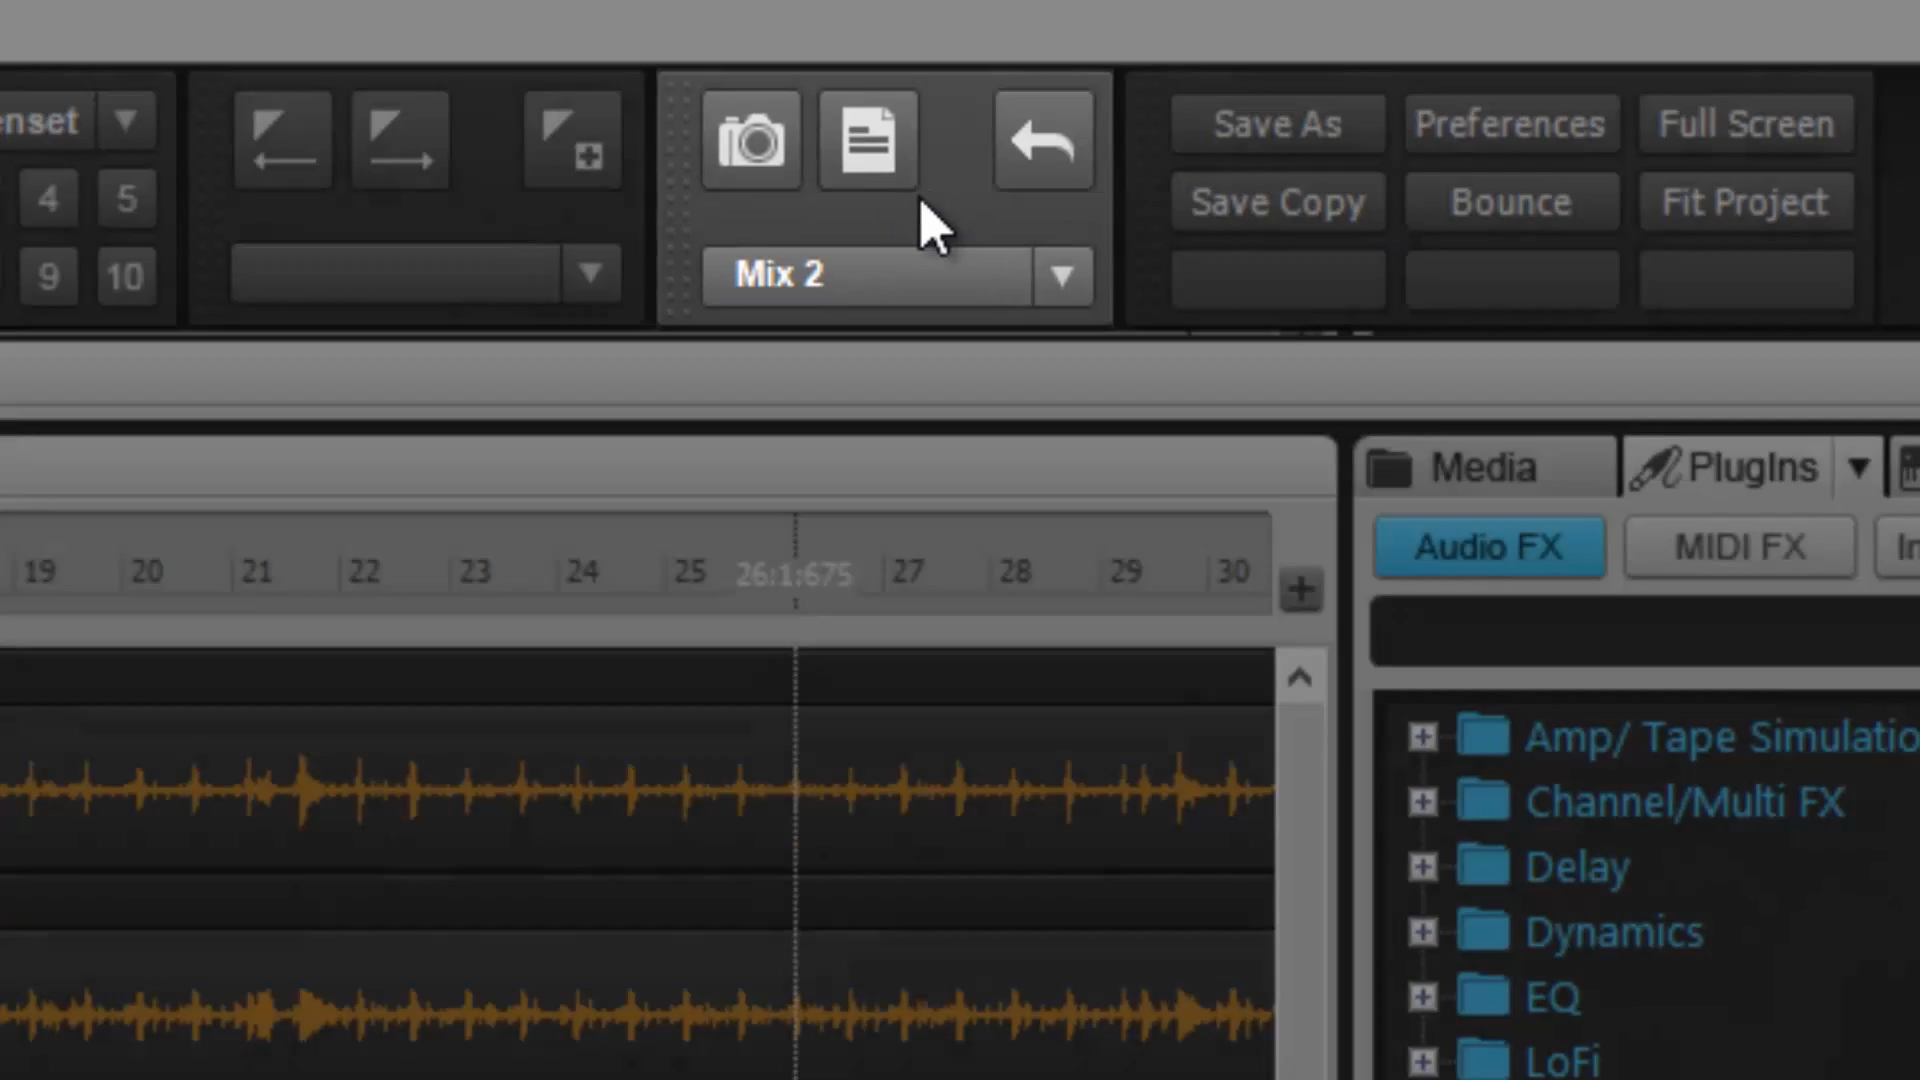 enset
4 5
9 10
Mix 2
Save As Preferences Full Screen
Save Copy Bounce Fit Project
Media PlugIns
Audio FX MIDI FX In
19 20 21 22 23 24 25 26:1:675 27 28 29 30
Amp/ Tape Simulatio
Channel/Multi FX
Delay
Dynamics
EQ
LoFi